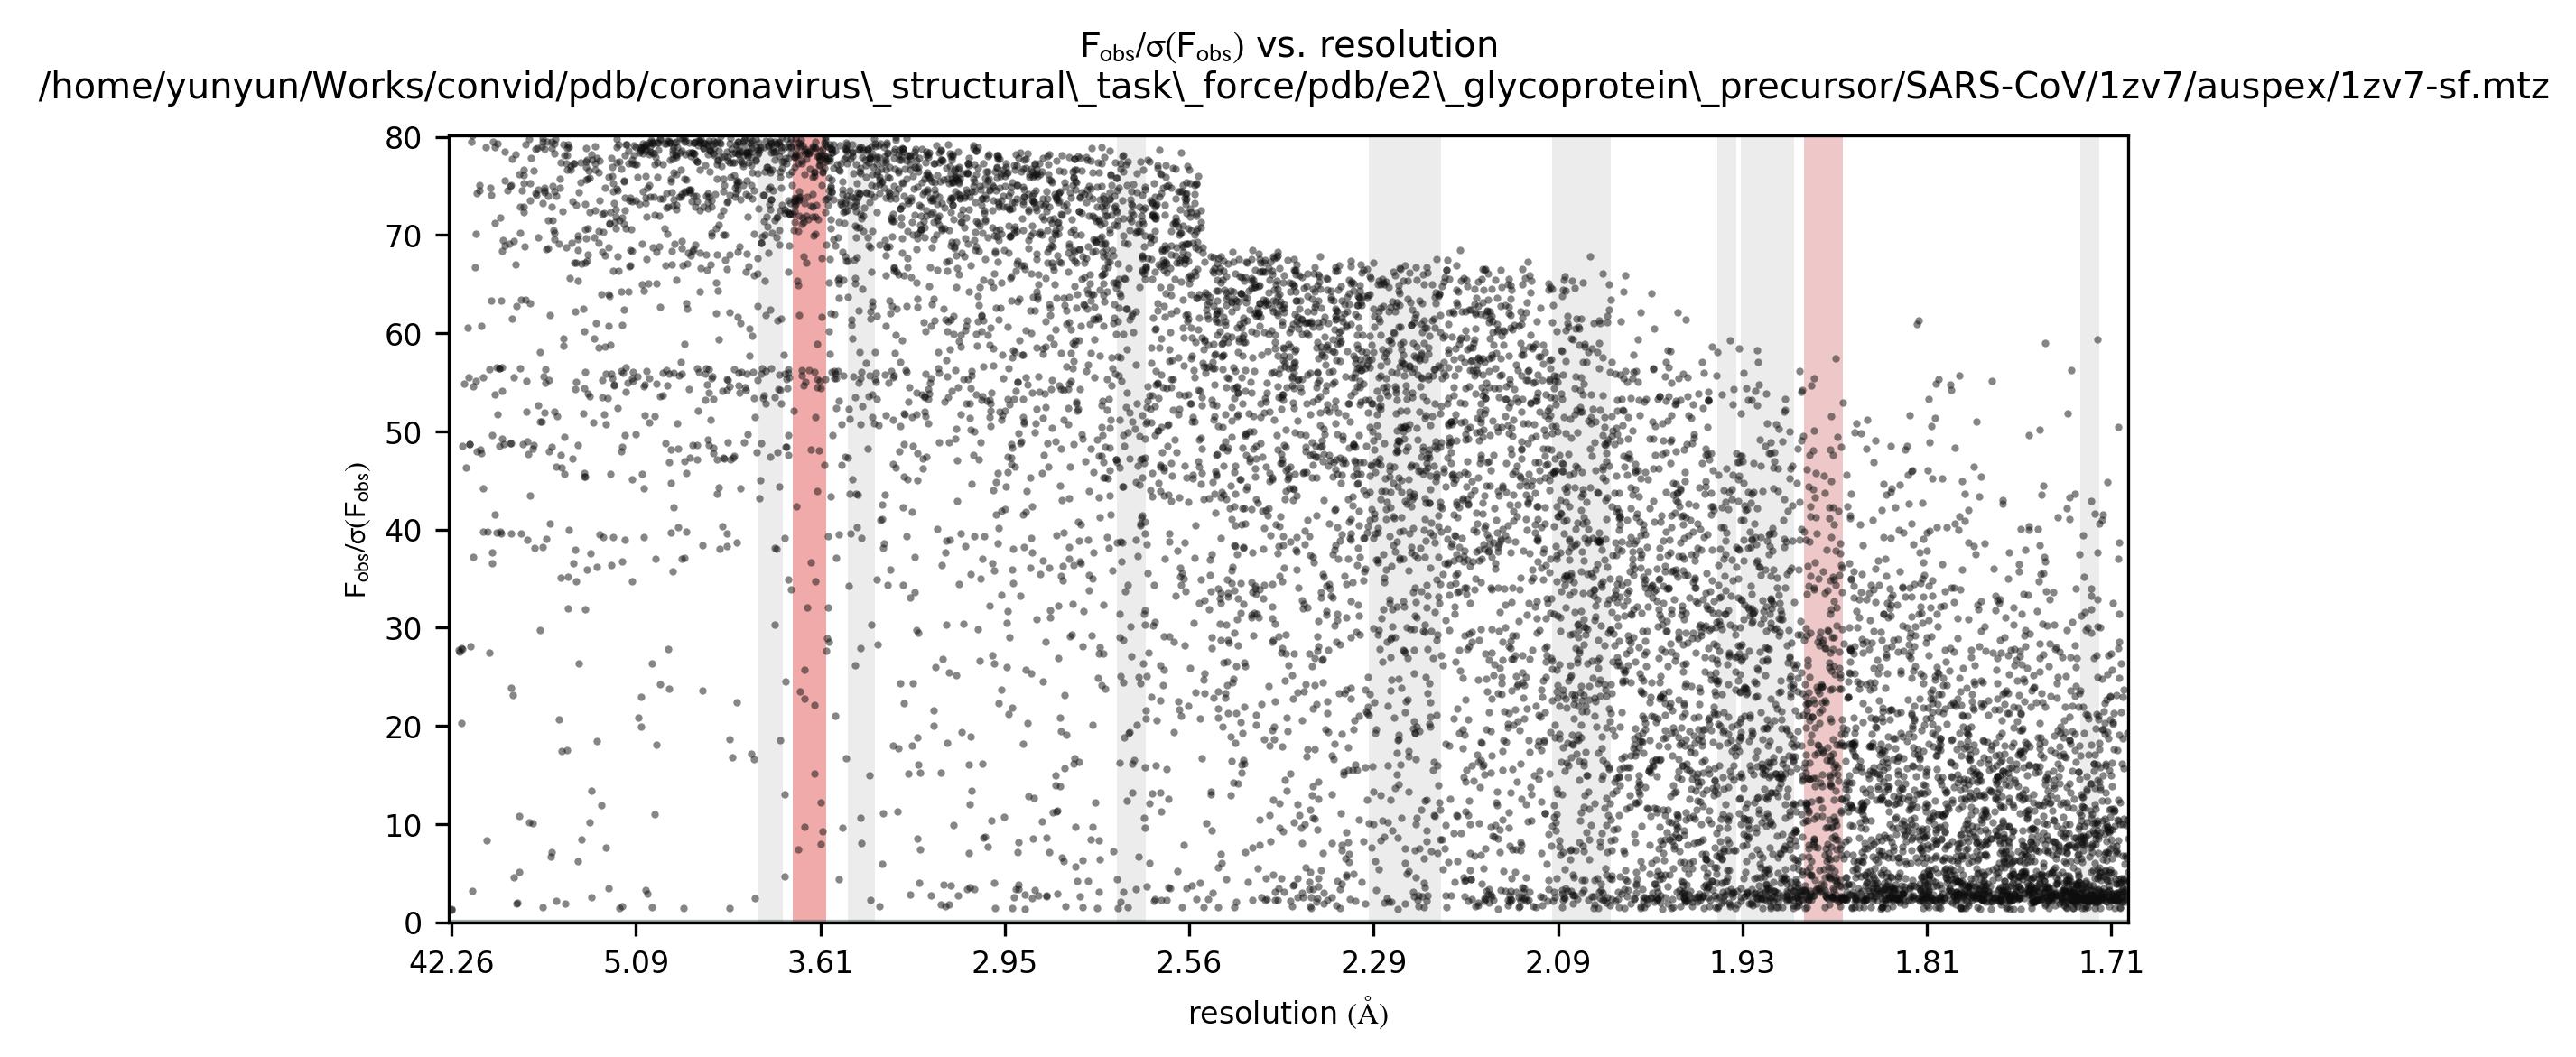 Fobs/σ(Fobs) vs. resolution
/home/yunyun/Works/convid/pdb/coronavirus\_structural\_task\_force/pdb/e2\_glycoprotein\_precursor/SARS-CoV/1zv7/auspex/1zv7-sf.mtz
80
70
60
50
40
30
20
10
0
Fobs/σ(Fobs)
42.26 5.09 3.61 2.95 2.56 2.29 2.09 1.93 1.81 1.71
resolution (Å)